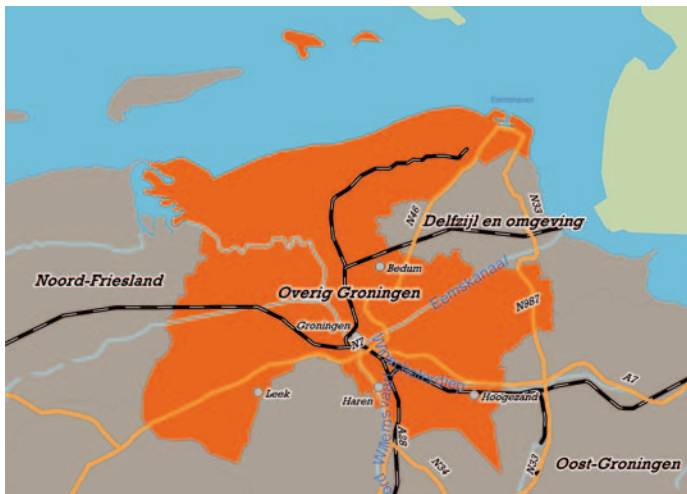 Eemshaven
N46
N33
Delfzijl en omgeving
Bedum
Noord-Friesland
Overig Groningen
Eemskanaal
N987
Groningen
N7
A7
Leek
Haren
Hoogezand
A28
N34
N33
Oost-Groningen